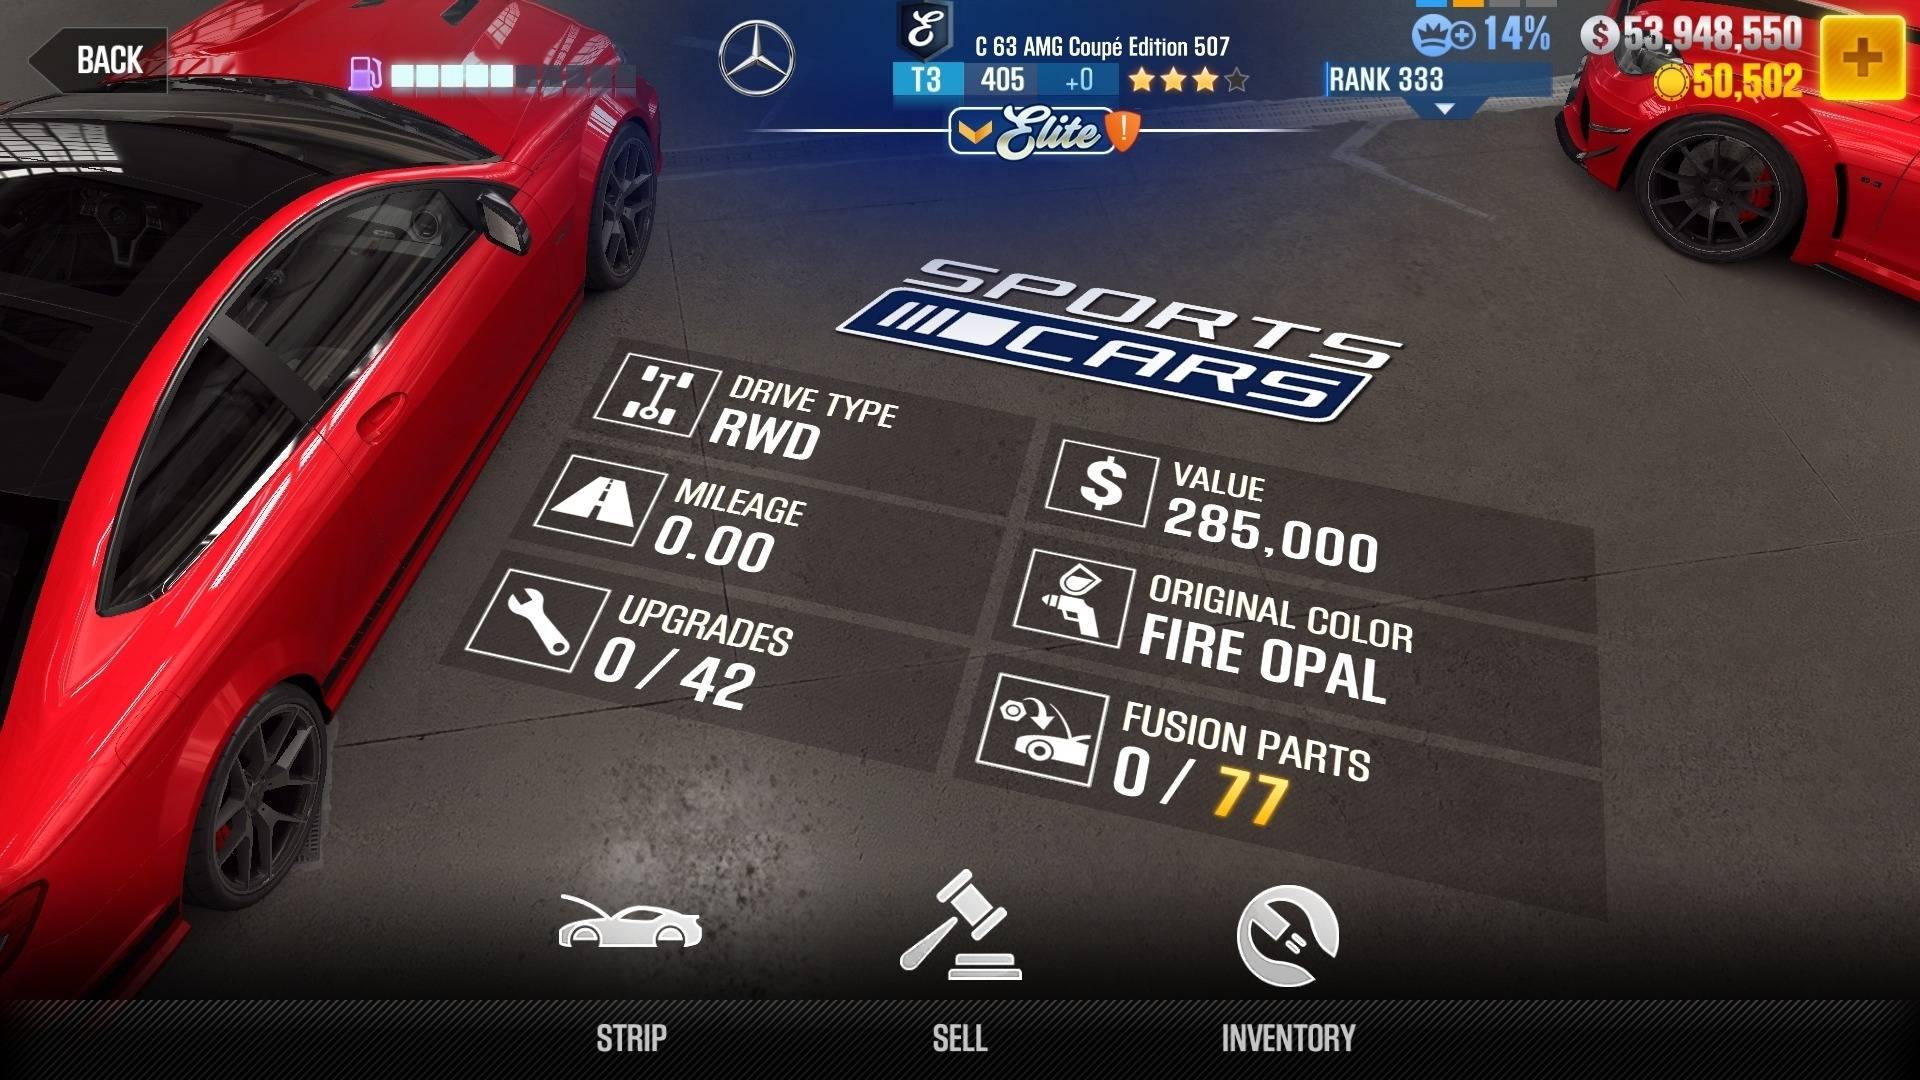 BACK
C 63 AMG Coupé Edition 507
T3 405 +0
Elite
!
14%
RANK 333
53,948,550
50,502
SPORTS
CARS
DRIVE TYPE
RWD
MILEAGE
0.00
UPGRADES
0 / 42
$
VALUE
285,000
ORIGINAL COLOR
FIRE OPAL
FUSION PARTS
0 / 77
STRIP
SELL
INVENTORY